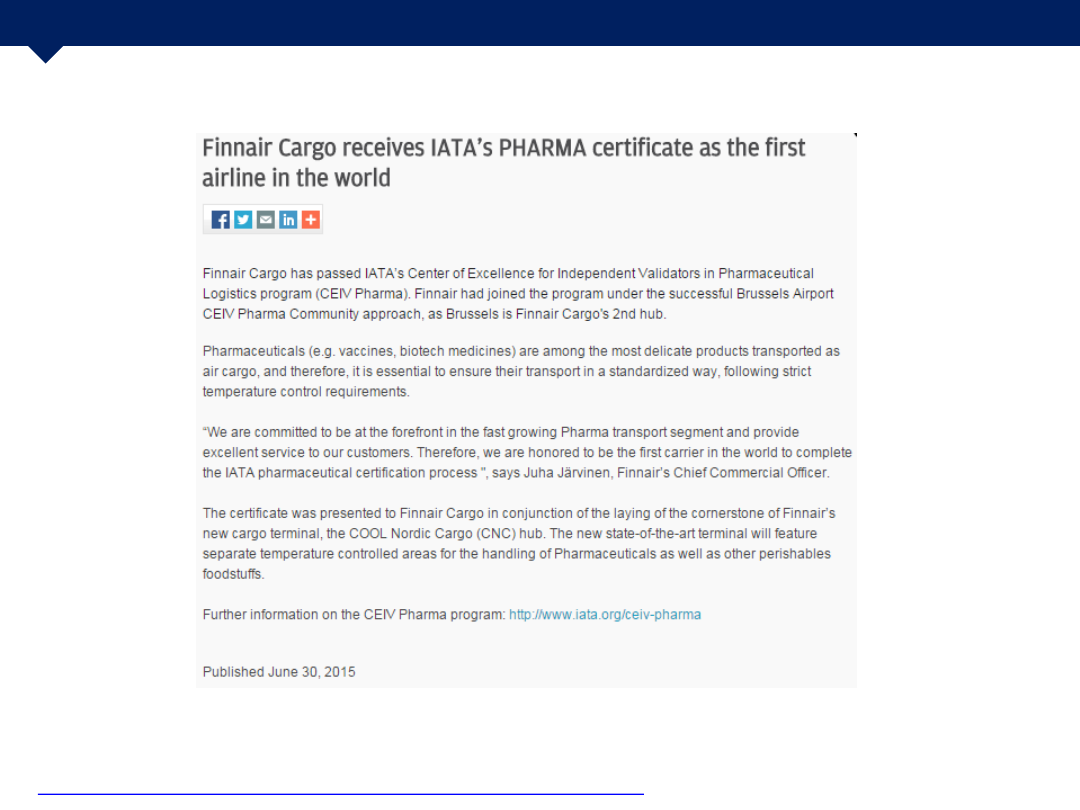 Finnair Cargo receives IATA's PHARMA certificate as the first
airline in the world
Finnair Cargo has passed IATA's Center of Excellence for Independent Validators in Pharmaceutical
Logistics program (CEIV Pharma). Finnair had joined the program under the successful Brussels Airport
CEIV Pharma Community approach, as Brussels is Finnair Cargo's 2nd hub.
Pharmaceuticals (e.g. vaccines, biotech medicines) are among the most delicate products transported as
air cargo, and therefore, it is essential to ensure their transport in a standardized way, following strict
temperature control requirements.
“We are committed to be at the forefront in the fast growing Pharma transport segment and provide
excellent service to our customers. Therefore, we are honored to be the first carrier in the world to complete
the IATA pharmaceutical certification process ”, says Juha Järvinen, Finnair's Chief Commercial Officer.
The certificate was presented to Finnair Cargo in conjunction of the laying of the cornerstone of Finnair's
new cargo terminal, the COOL Nordic Cargo (CNC) hub. The new state-of-the-art terminal will feature
separate temperature controlled areas for the handling of Pharmaceuticals as well as other perishables
foodstuffs.
Further information on the CEIV Pharma program: http://www.iata.org/ceiv-pharma
Published June 30, 2015